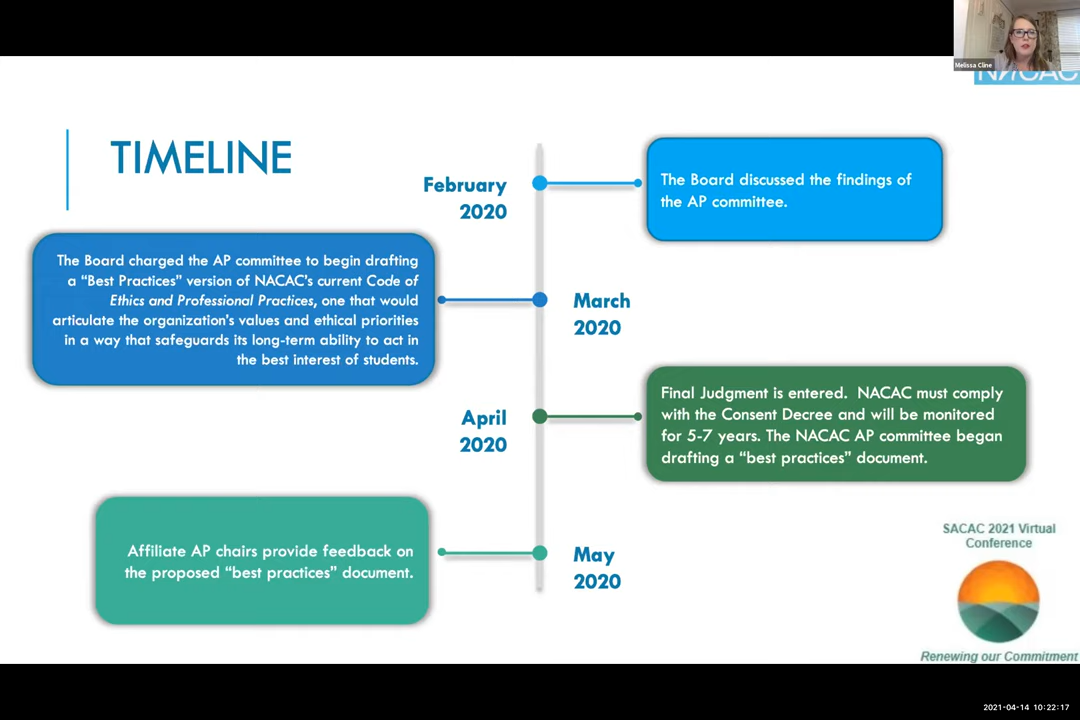 Melissa Cline
NACAC
TIMELINE
February
2020
The Board discussed the findings of
the AP committee.
The Board charged the AP committee to begin drafting
a “Best Practices” version of NACAC's current Code of
Ethics and Professional Practices, one that would
articulate the organization's values and ethical priorities
in a way that safeguards its long-term ability to act in
the best interest of students.
March
2020
April
2020
Final Judgment is entered.  NACAC must comply
with the Consent Decree and will be monitored
for 5-7 years. The NACAC AP committee began
drafting a “best practices” document.
Affiliate AP chairs provide feedback on
the proposed “best practices” document.
May
2020
SACAC 2021 Virtual
Conference
Renewing our Commitment
2021-04-14 10:22:17